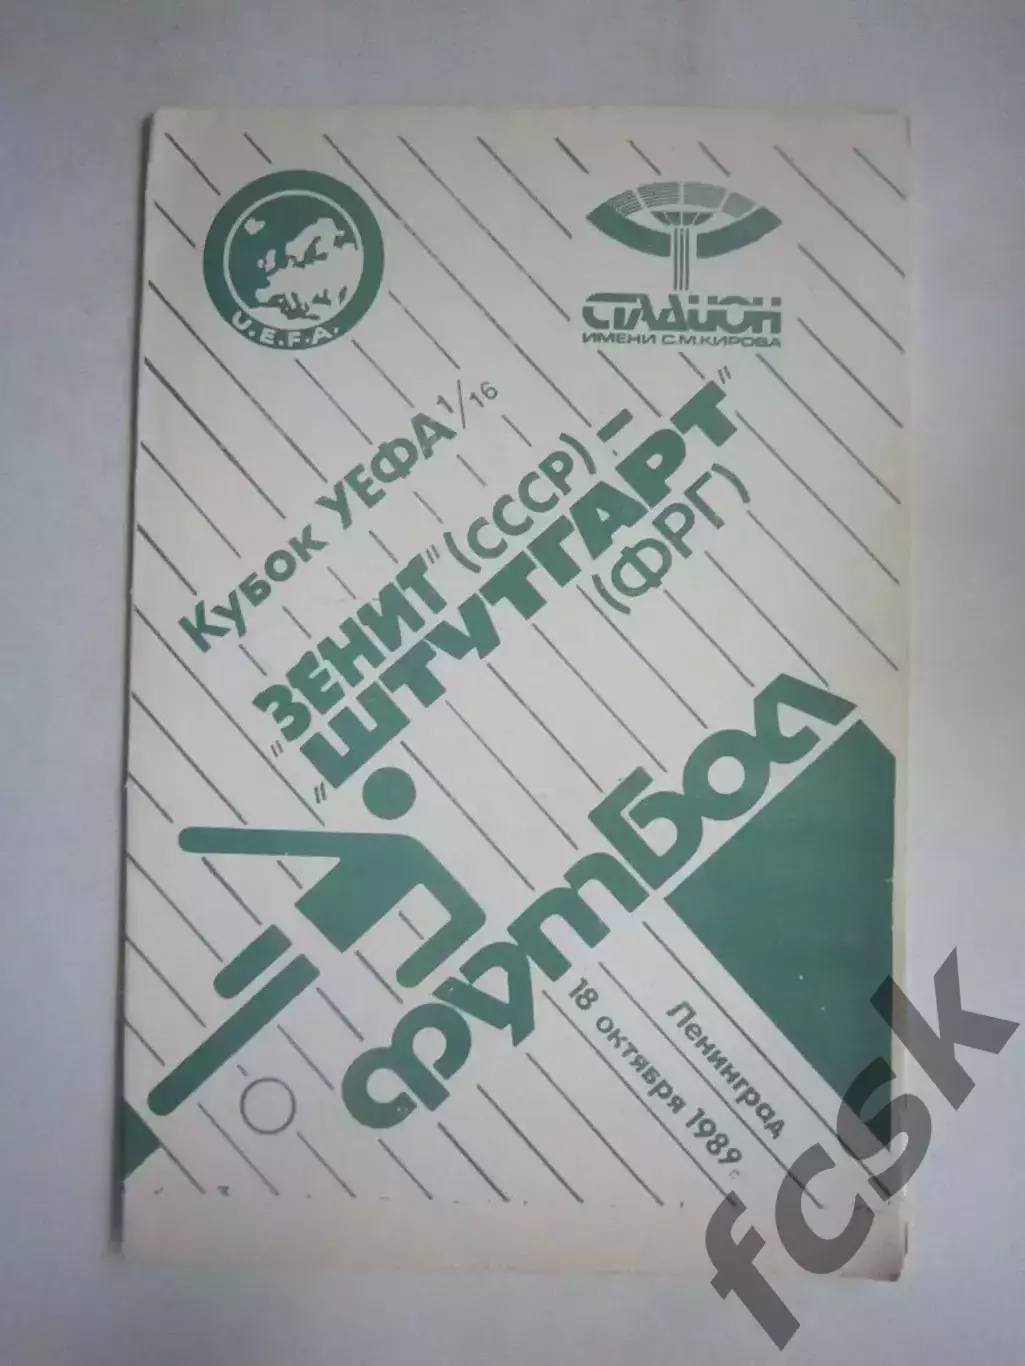 U.E.F.A.
СТАДИОН
ИМЕНИ С.М.КИРОВА
Кубок УЕФА 1/16
"ЗЕНИТ" (СССР) –
"ШТУТГАРТ"
(ФРГ)
футбол
Ленинград
18 октября 1989 г.
fcsk